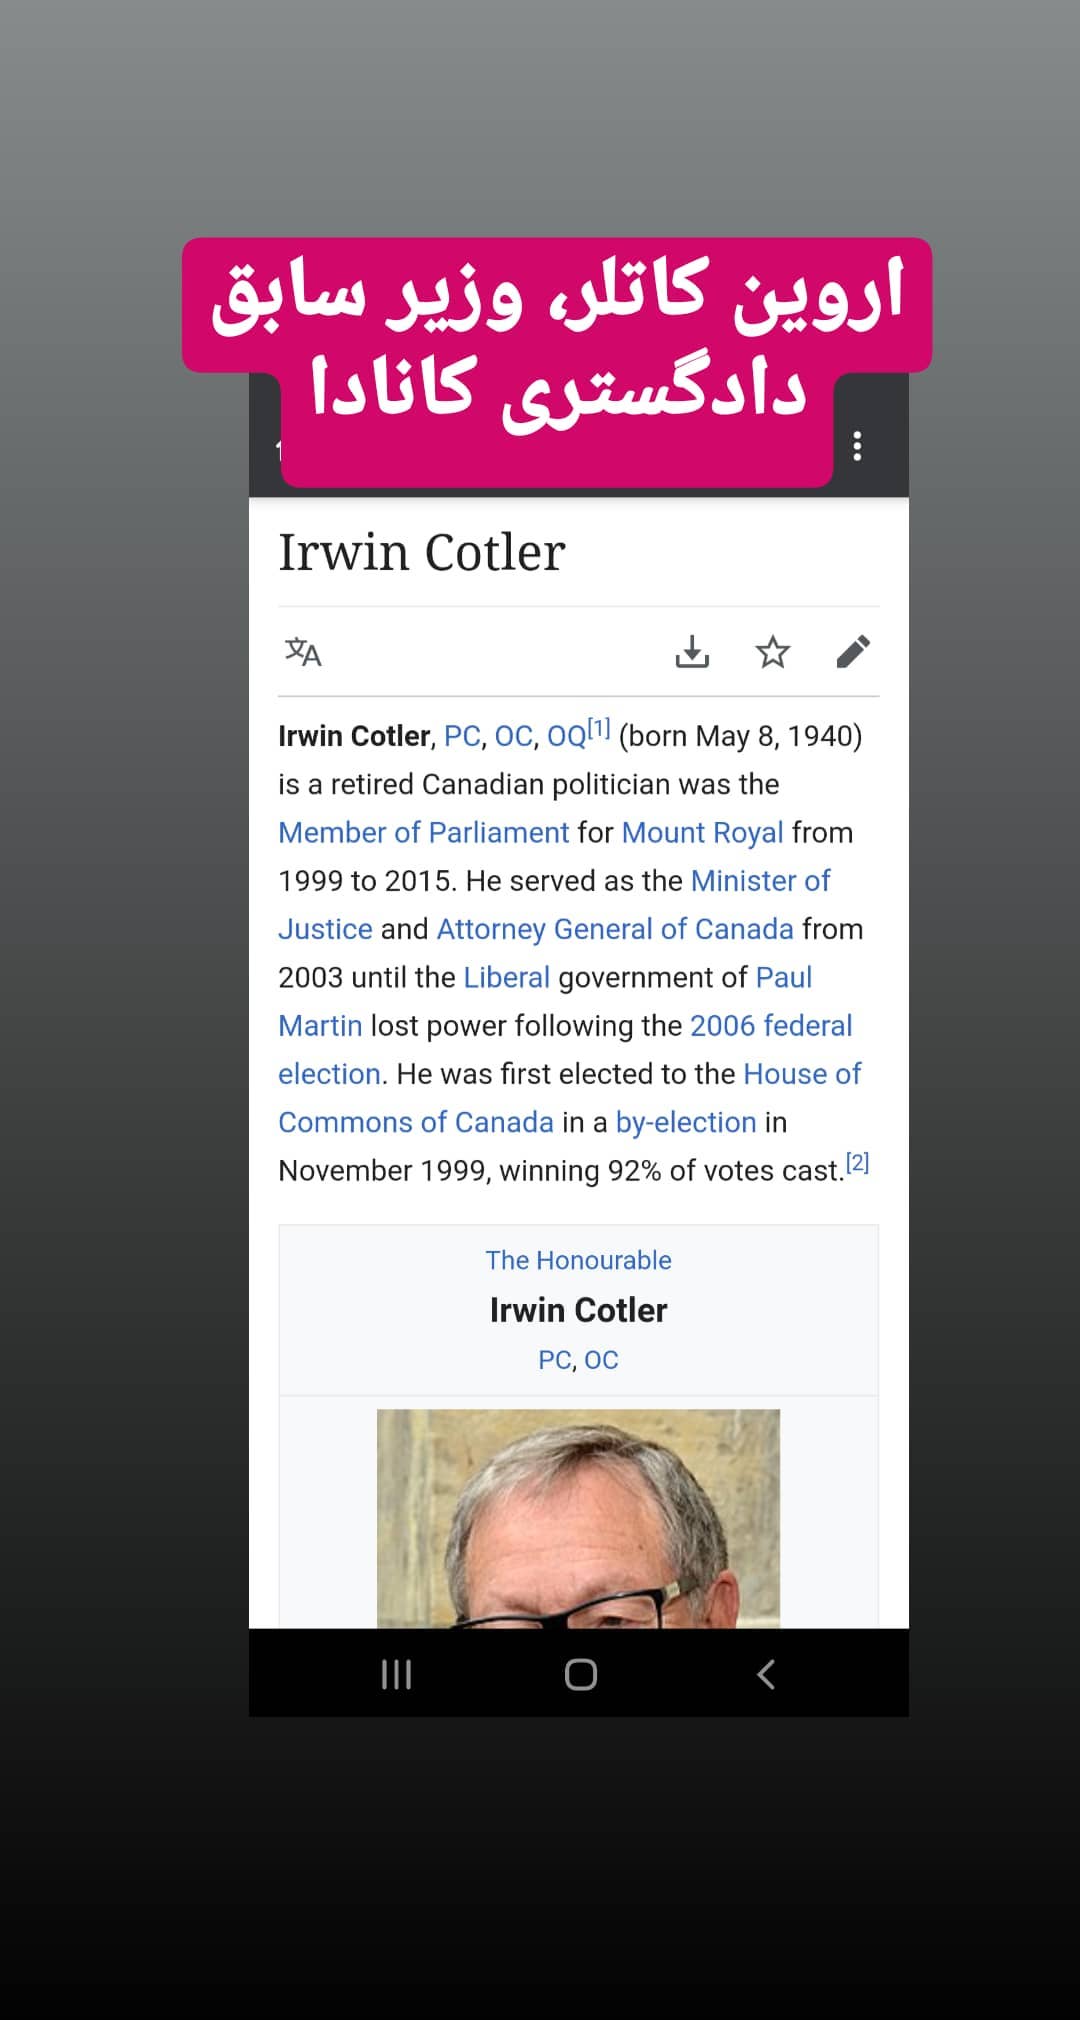 اروین کاتلر، وزیر سابق
دادگستری کانادا
Irwin Cotler
Irwin Cotler, PC, OC, OQ[1] (born May 8, 1940)
is a retired Canadian politician was the
Member of Parliament for Mount Royal from
1999 to 2015. He served as the Minister of
Justice and Attorney General of Canada from
2003 until the Liberal government of Paul
Martin lost power following the 2006 federal
election. He was first elected to the House of
Commons of Canada in a by-election in
November 1999, winning 92% of votes cast.[2]
The Honourable
Irwin Cotler
PC, OC